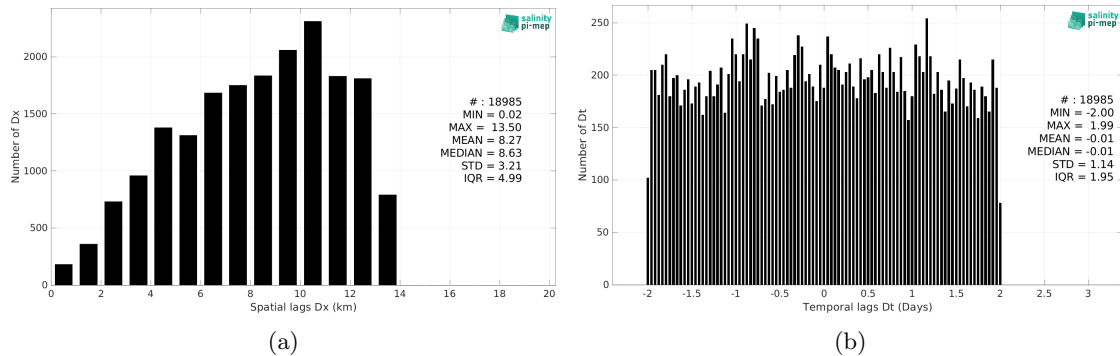 salinity
pi-mep
Number of Dx
2000
1500
1000
500
0
# : 18985
MIN = 0.02
MAX = 13.50
MEAN = 8.27
MEDIAN = 8.63
STD = 3.21
IQR = 4.99
0 2 4 6 8 10 12 14 16 18 20
Spatial lags Dx (km)
(a)
salinity
pi-mep
Number of Dt
250
200
150
100
50
0
# : 18985
MIN = -2.00
MAX = 1.99
MEAN = -0.01
MEDIAN = -0.01
STD = 1.14
IQR = 1.95
-2 -1.5 -1 -0.5 0 0.5 1 1.5 2 2.5 3
Temporal lags Dt (Days)
(b)